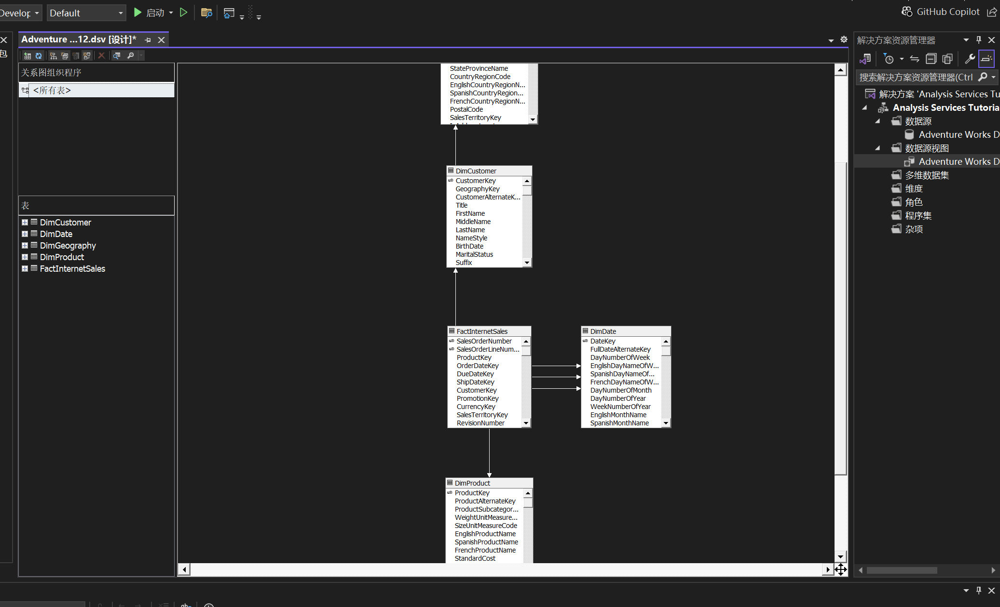 Develop
Default
启动
GitHub Copilot
Adventure ...12.dsv [设计]*
包
关系图组织程序
<所有表>
表
DimCustomer
DimDate
DimGeography
DimProduct
FactInternetSales
StateProvinceName
CountryRegionCode
EnglishCountryRegionN...
SpanishCountryRegion...
FrenchCountryRegionN...
PostalCode
SalesTerritoryKey
DimCustomer
CustomerKey
GeographyKey
CustomerAlternateK...
Title
FirstName
MiddleName
LastName
NameStyle
BirthDate
MaritalStatus
Suffix
FactInternetSales
SalesOrderNumber
SalesOrderLineNum...
ProductKey
OrderDateKey
DueDateKey
ShipDateKey
CustomerKey
PromotionKey
CurrencyKey
SalesTerritoryKey
RevisionNumber
DimDate
DateKey
FullDateAlternateKey
DayNumberOfWeek
EnglishDayNameOfW...
SpanishDayNameOf...
FrenchDayNameOfW...
DayNumberOfMonth
DayNumberOfYear
WeekNumberOfYear
EnglishMonthName
SpanishMonthName
DimProduct
ProductKey
ProductAlternateKey
ProductSubcategor...
WeightUnitMeasure...
SizeUnitMeasureCode
EnglishProductName
SpanishProductName
FrenchProductName
StandardCost
解决方案资源管理器
搜索解决方案资源管理器(Ctrl
解决方案 'Analysis Services Tu
Analysis Services Tutoria
数据源
Adventure Works D
数据源视图
Adventure Works D
多维数据集
维度
角色
程序集
杂项